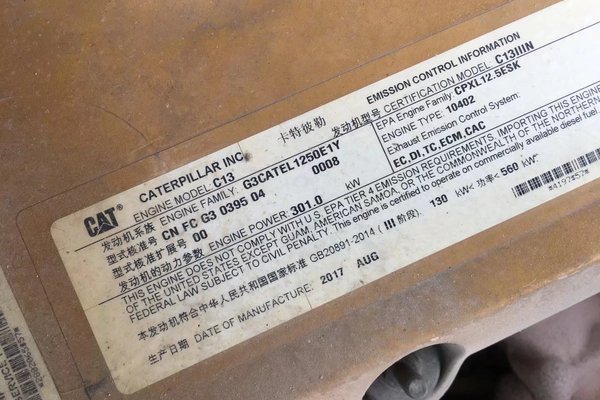 CAT
CATERPILLAR INC.
卡特彼勒
EMISSION CONTROL INFORMATION
ENGINE MODEL: C13
发动机型号 CERTIFICATION MODEL: C13IIIN
发动机系族 ENGINE FAMILY: G3CATEL1250E1Y
EPA Engine Family: CPXL12.5ESK
型式核准号 CN FC G3 0395 04 0008
ENGINE TYPE: 10402
型式核准扩展号 00
Exhaust Emission Control System:
发动机的动力参数 ENGINE POWER: 301.0 kW
EC.DI.TC.ECM.CAC
THIS ENGINE DOES NOT COMPLY WITH U.S. EPA TIER 4 EMISSION REQUIREMENTS. IMPORTING THIS ENGINE
OF THE UNITED STATES EXCEPT GUAM, AMERICAN SAMOA, OR THE COMMONWEALTH OF THE NORTHERN
FEDERAL LAW SUBJECT TO CIVIL PENALTY. This engine is certified to operate on commercially available diesel fuel
本发动机符合中华人民共和国国家标准 GB20891-2014 (III 阶段) 130 kW< 功率< 560 kW
生产日期 DATE OF MANUFACTURE: 2017 AUG
*4197*57*